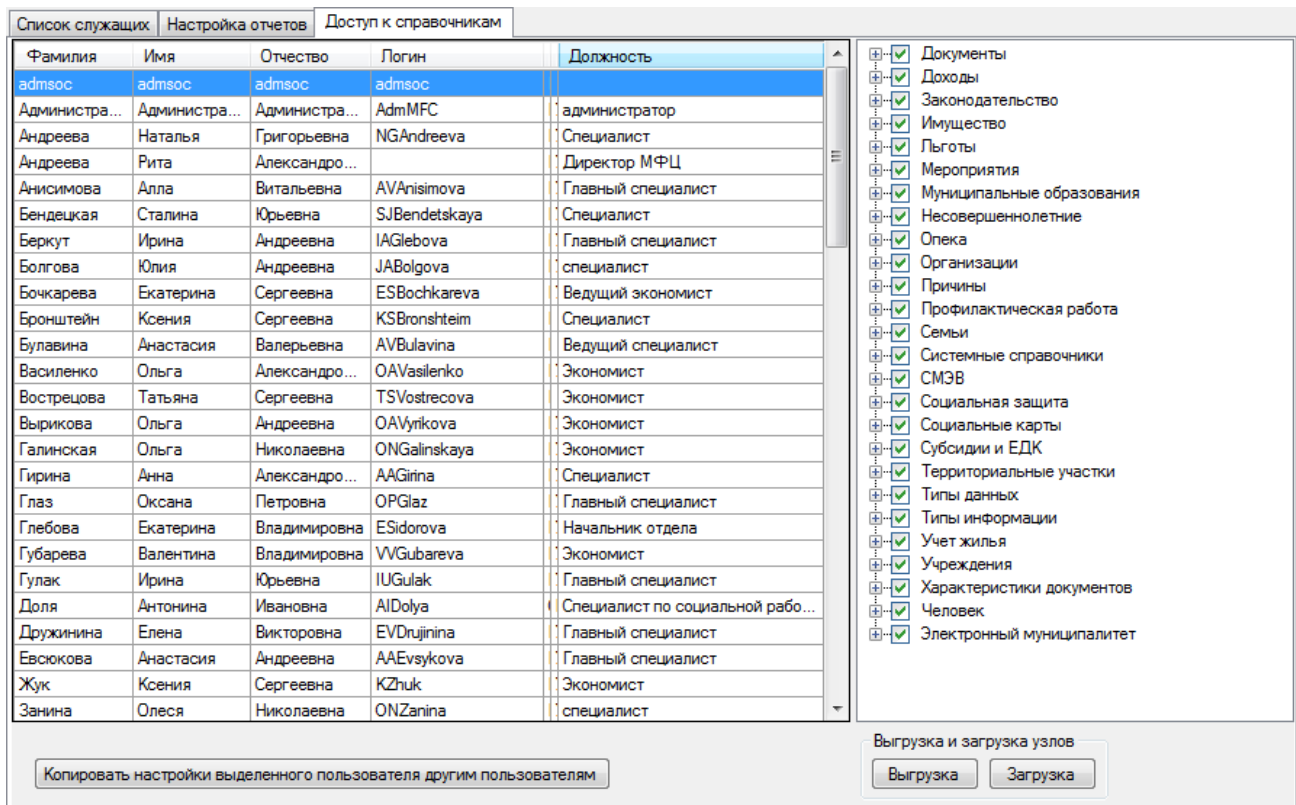 Список служащих Настройка отчетов Доступ к справочникам
Фамилия Имя Отчество Логин Должность
admsoc admsoc admsoc admsoc
Администра... Администра... Администра... AdmMFC администратор
Андреева Наталья Григорьевна NGAndreeva Специалист
Андреева Рита Александро... Директор МФЦ
Анисимова Алла Витальевна AVAnisimova Главный специалист
Бендецкая Сталина Юрьевна SJBendetskaya Специалист
Беркут Ирина Андреевна IAGlebova Главный специалист
Болгова Юлия Андреевна JABolgova специалист
Бочкарева Екатерина Сергеевна ESBochkareva Ведущий экономист
Бронштейн Ксения Сергеевна KSBronshteim Специалист
Булавина Анастасия Валерьевна AVBulavina Ведущий специалист
Василенко Ольга Александро... OAVasilenko Экономист
Вострецова Татьяна Сергеевна TSVostrecova Экономист
Вырикова Ольга Андреевна OAVyrikova Экономист
Галинская Ольга Николаевна ONGalinskaya Экономист
Гирина Анна Александро... AAGirina Специалист
Глаз Оксана Петровна OPGlaz Главный специалист
Глебова Екатерина Владимировна ESidorova Начальник отдела
Губарева Валентина Владимировна VVGubareva Экономист
Гулак Ирина Юрьевна IUGulak Главный специалист
Доля Антонина Ивановна AIDolya Специалист по социальной рабо...
Дружинина Елена Викторовна EVDrujinina Главный специалист
Евсюкова Анастасия Андреевна AAEvsykova Главный специалист
Жук Ксения Сергеевна KZhuk Экономист
Занина Олеся Николаевна ONZanina специалист
Документы
Доходы
Законодательство
Имущество
Льготы
Мероприятия
Муниципальные образования
Несовершеннолетние
Опека
Организации
Причины
Профилактическая работа
Семьи
Системные справочники
СМЭВ
Социальная защита
Социальные карты
Субсидии и ЕДК
Территориальные участки
Типы данных
Типы информации
Учет жилья
Учреждения
Характеристики документов
Человек
Электронный муниципалитет
Копировать настройки выделенного пользователя другим пользователям
Выгрузка и загрузка узлов
Выгрузка Загрузка